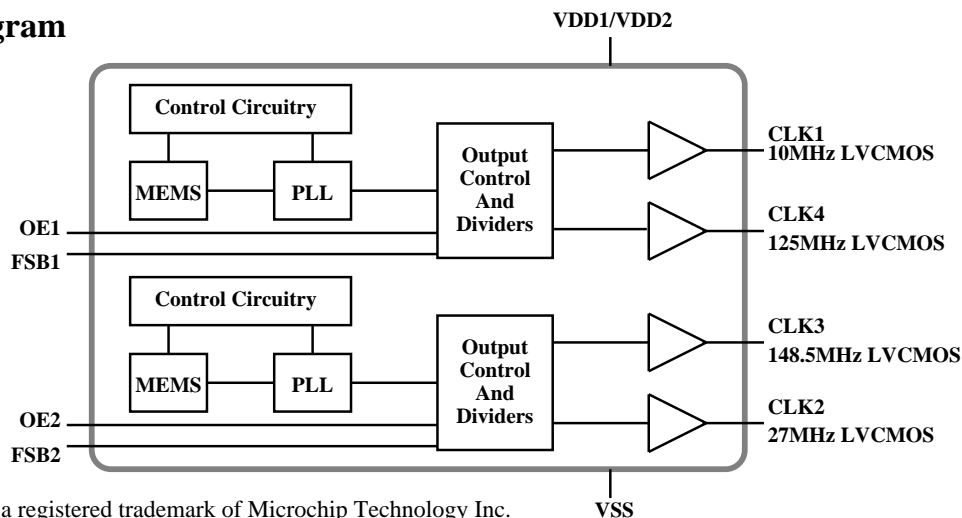 gram
VDD1/VDD2
Control Circuitry
MEMS
PLL
Output
Control
And
Dividers
CLK1
10MHz LVCMOS
CLK4
125MHz LVCMOS
OE1
FSB1
Control Circuitry
MEMS
PLL
Output
Control
And
Dividers
CLK3
148.5MHz LVCMOS
CLK2
27MHz LVCMOS
OE2
FSB2
a registered trademark of Microchip Technology Inc.
VSS